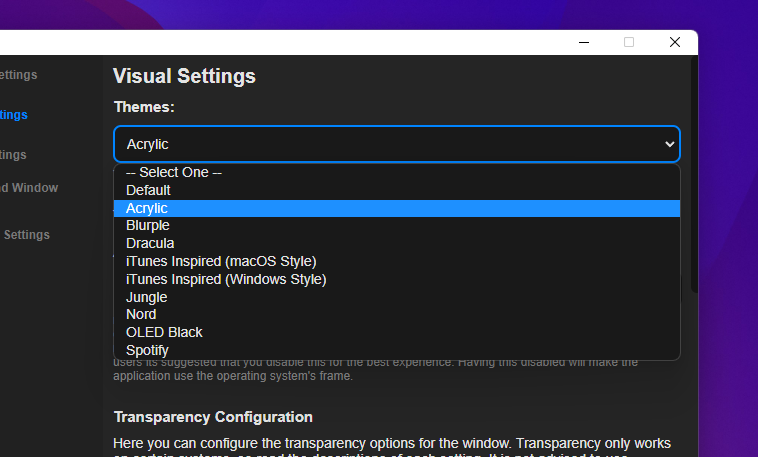 ettings
tings
tings
d Window
Settings
Visual Settings
Themes:
Acrylic
-- Select One --
Default
Acrylic
Blurple
Dracula
iTunes Inspired (macOS Style)
iTunes Inspired (Windows Style)
Jungle
Nord
OLED Black
Spotify
users its suggested that you disable this for the best experience. Having this disabled will make the
application use the operating system's frame.
Transparency Configuration
Here you can configure the transparency options for the window. Transparency only works
on certain systems, so read the descriptions of each setting. It is not advised to use